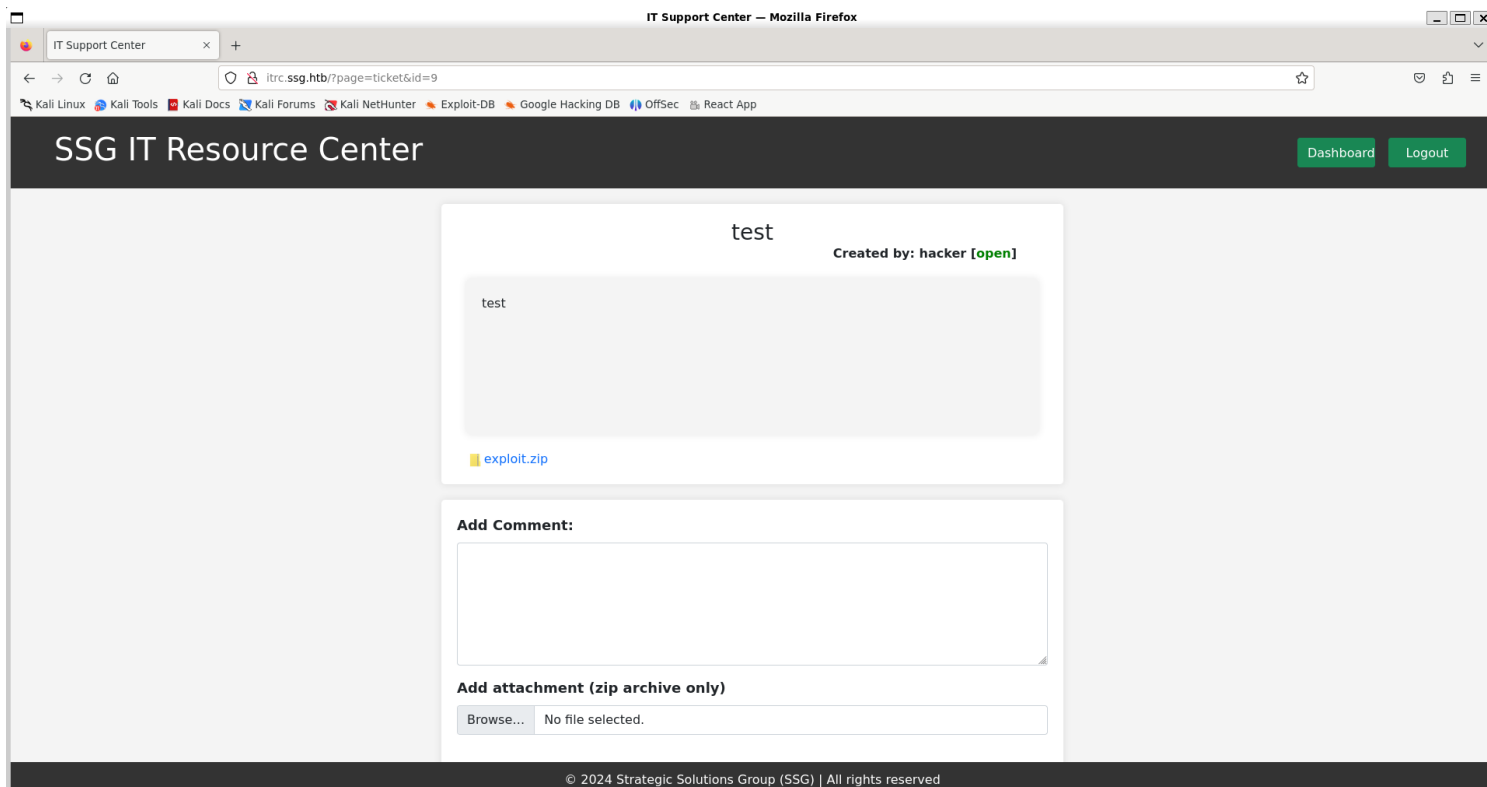 IT Support Center — Mozilla Firefox
IT Support Center
itrc.ssg.htb/?page=ticket&id=9
Kali Linux Kali Tools Kali Docs Kali Forums Kali NetHunter Exploit-DB Google Hacking DB OffSec React App
SSG IT Resource Center
Dashboard Logout
test
Created by: hacker [open]
test
exploit.zip
Add Comment:
Add attachment (zip archive only)
Browse... No file selected.
© 2024 Strategic Solutions Group (SSG) | All rights reserved